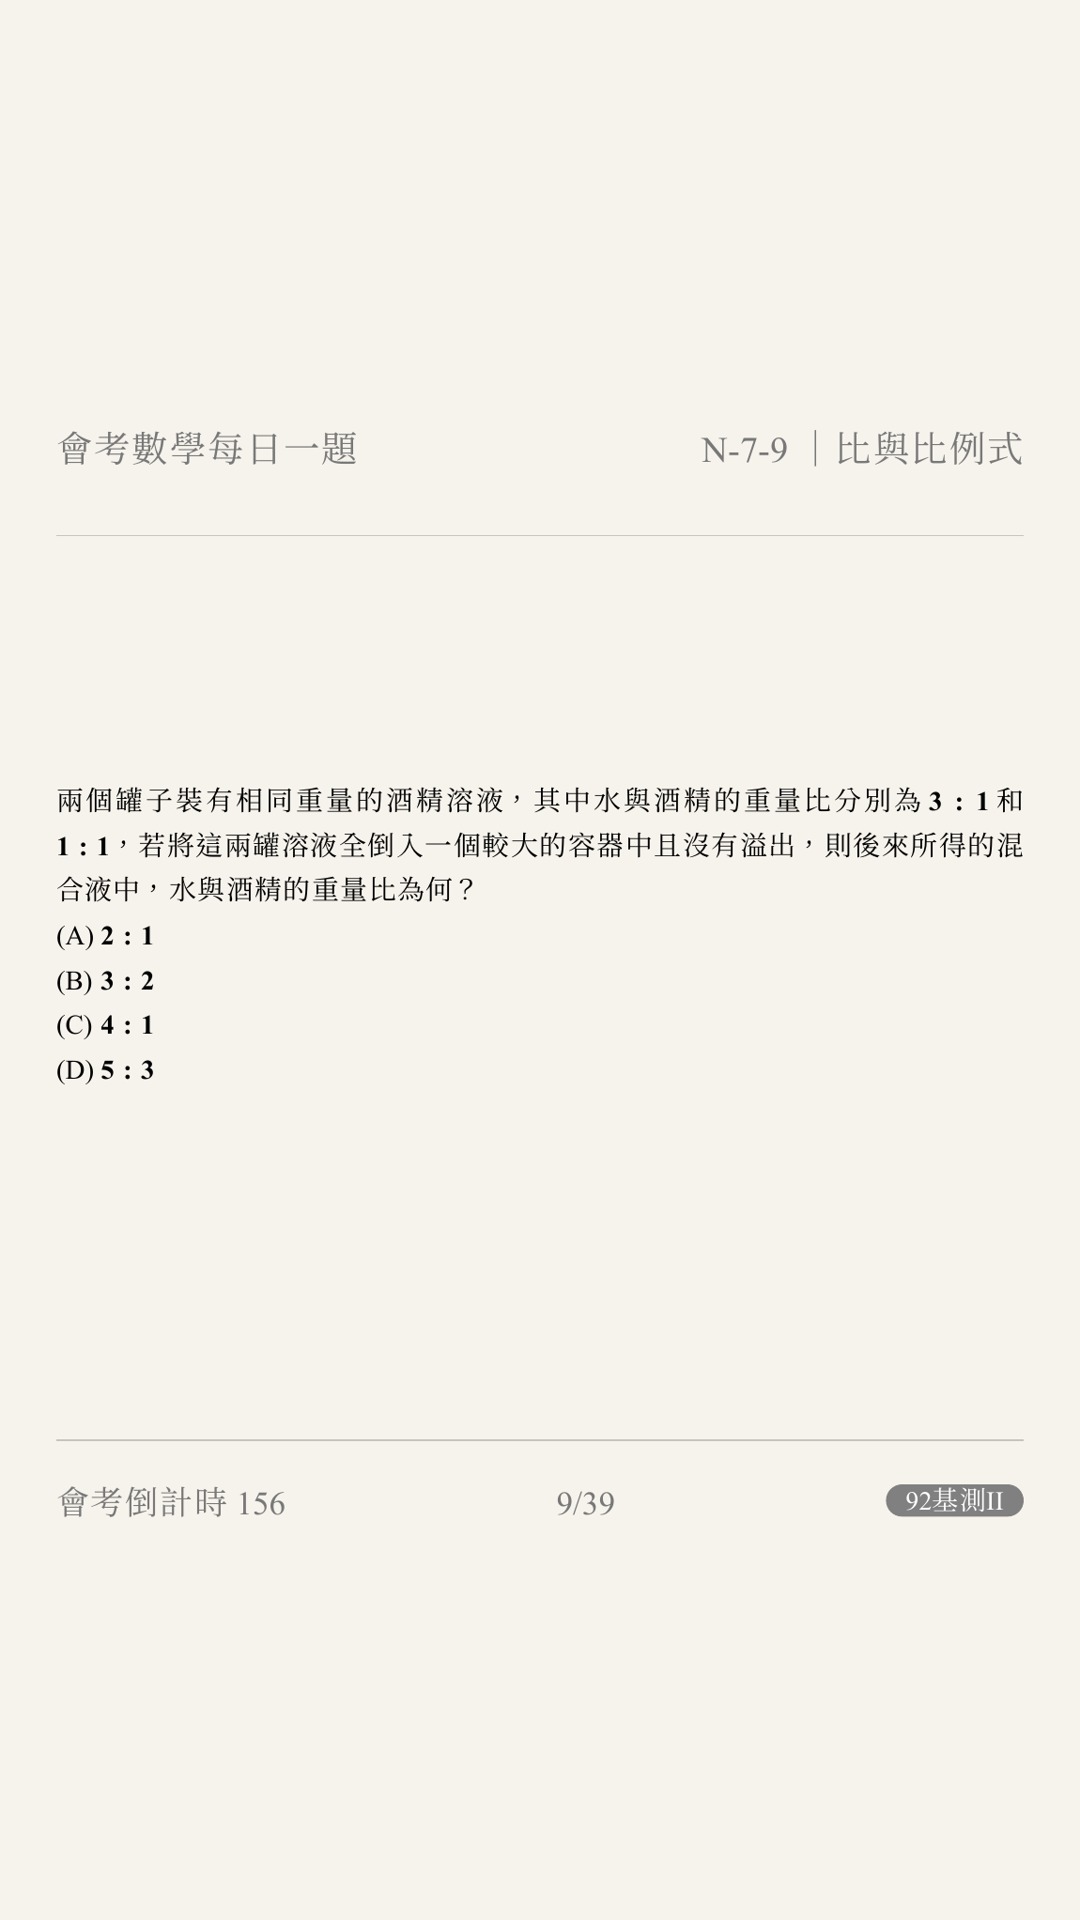 會考數學每日一題
N-7-9｜比與比例式
兩個罐子裝有相同重量的酒精溶液，其中水與酒精的重量比分別為 3 : 1 和
1 : 1，若將這兩罐溶液全倒入一個較大的容器中且沒有溢出，則後來所得的混
合液中，水與酒精的重量比為何？
(A) 2 : 1
(B) 3 : 2
(C) 4 : 1
(D) 5 : 3
會考倒計時 156
9/39
92基測II